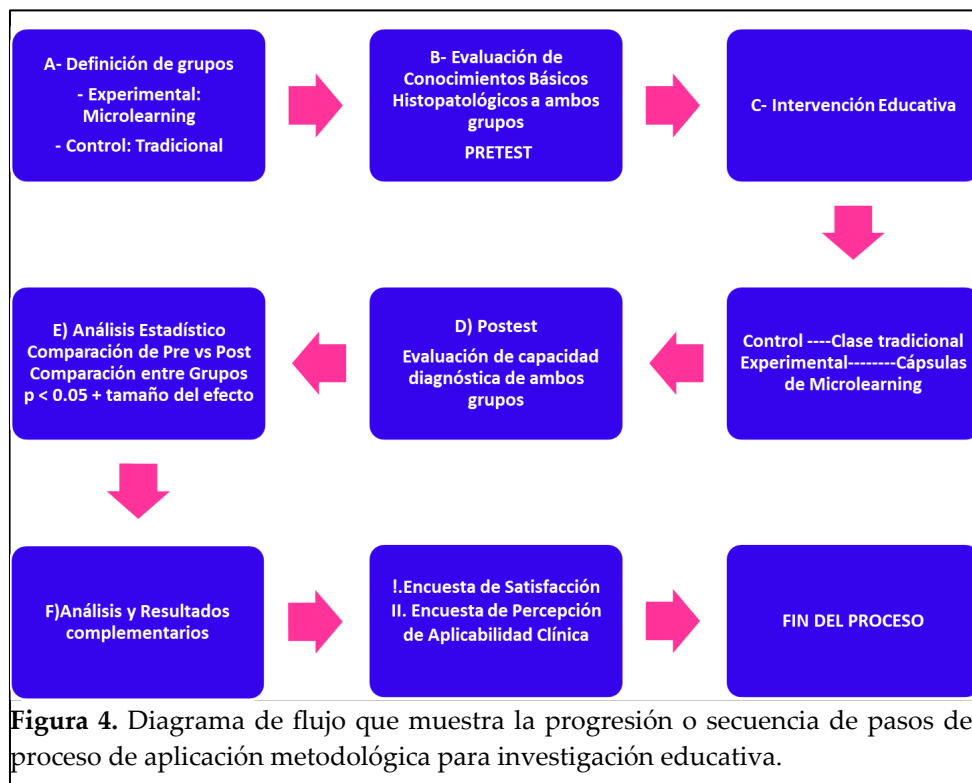 A- Definición de grupos
- Experimental:
Microlearning
- Control: Tradicional
B- Evaluación de
Conocimientos Básicos
Histopatológicos a ambos
grupos
PRETEST
C- Intervención Educativa
Control ----Clase tradicional
Experimental--------Cápsulas
de Microlearning
D) Postest
Evaluación de capacidad
diagnóstica de ambos
grupos
E) Análisis Estadístico
Comparación de Pre vs Post
Comparación entre Grupos
p < 0.05 + tamaño del efecto
F)Análisis y Resultados
complementarios
!.Encuesta de Satisfacción
II. Encuesta de Percepción
de Aplicabilidad Clínica
FIN DEL PROCESO
Figura 4. Diagrama de flujo que muestra la progresión o secuencia de pasos de
proceso de aplicación metodológica para investigación educativa.